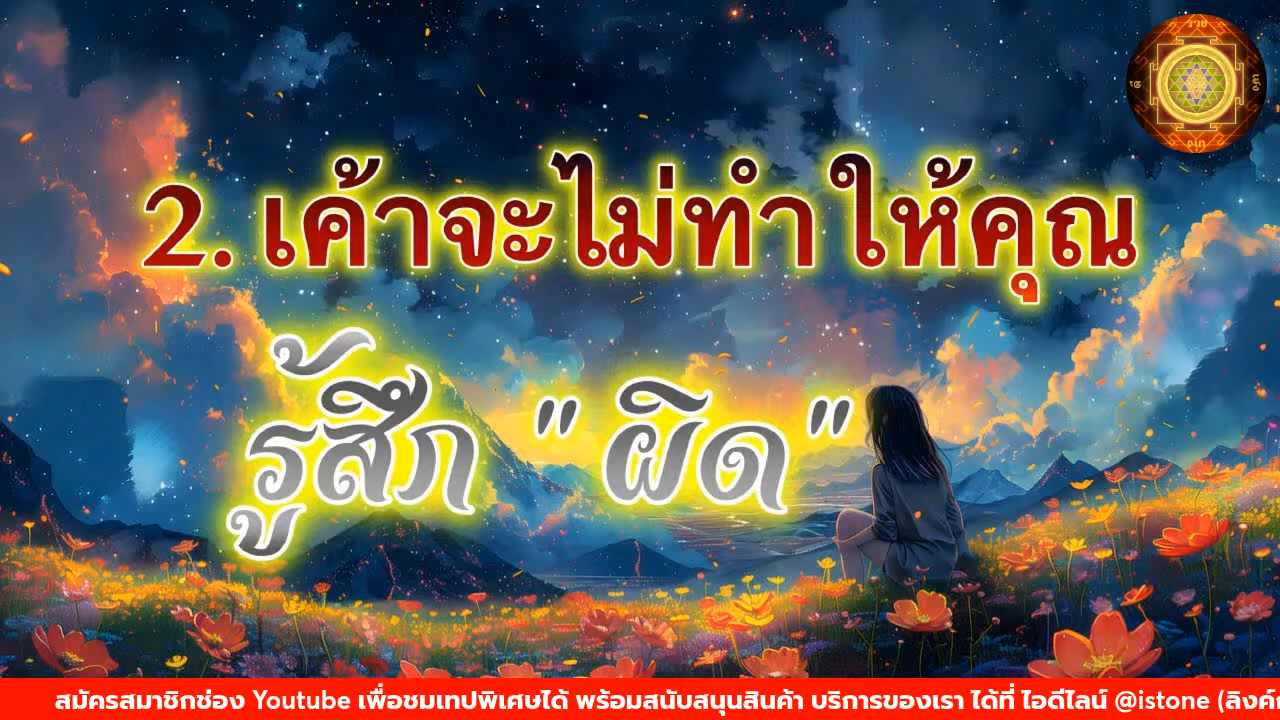 2. เค้าจะไม่ทำให้คุณ
รู้สึก " ผิด"
สมัครสมาชิกช่อง Youtube เพื่อชมเทปพิเศษได้ พร้อมสนับสนุนสินค้า บริการของเรา ได้ที่ ไอดีไลน์ @istone (ลิงค์